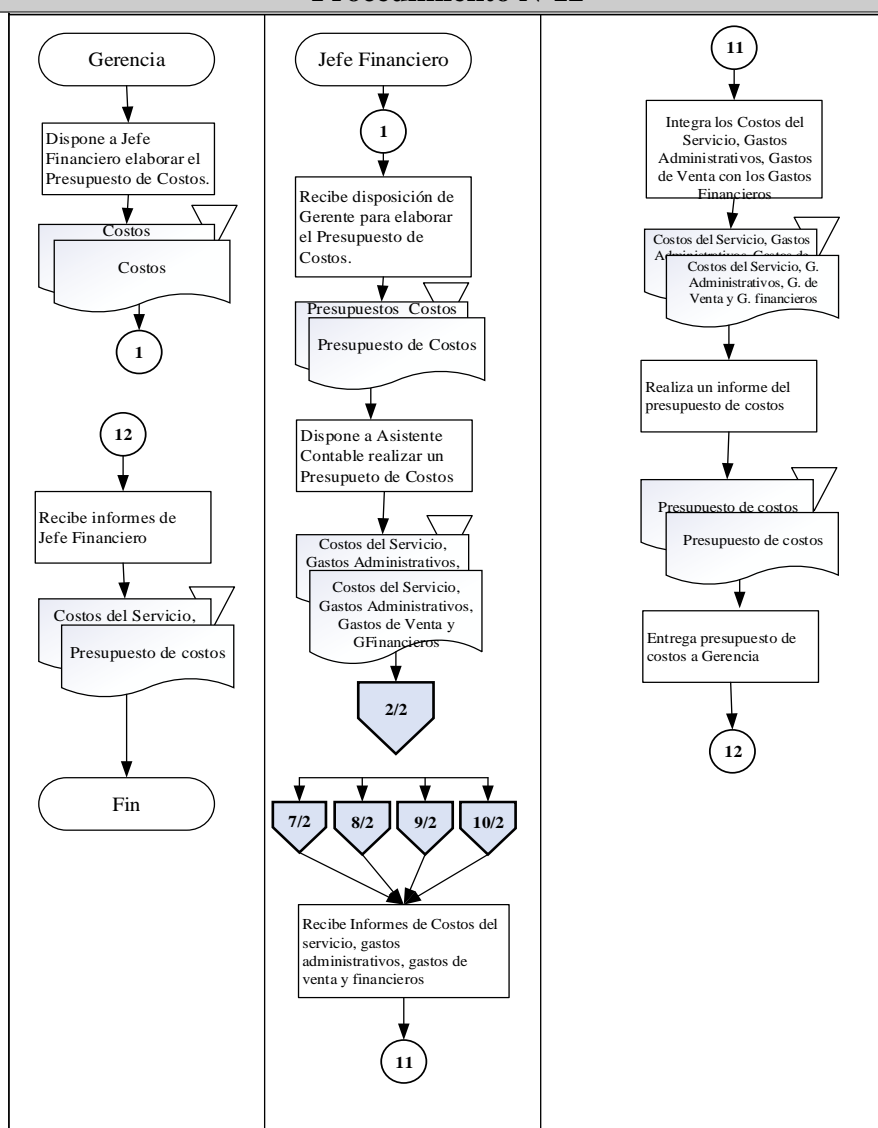 Gerencia
Dispone a Jefe
Financiero elaborar el
Presupuesto de Costos.
Costos
Costos
1
12
Recibe informes de
Jefe Financiero
Costos del Servicio,
Presupuesto de costos
Fin
Jefe Financiero
1
Recibe disposición de
Gerente para elaborar
el Presupuesto de
Costos.
Presupuestos Costos
Presupuesto de Costos
Dispone a Asistente
Contable realizar un
Presupueto de Costos
Costos del Servicio,
Gastos Administrativos,
Costos del Servicio,
Gastos Administrativos,
Gastos de Venta y
GFinancieros
2/2
7/2
8/2
9/2
10/2
Recibe Informes de Costos del
servicio, gastos
administrativos, gastos de
venta y financieros
11
11
Integra los Costos del
Servicio, Gastos
Administrativos, Gastos
de Venta con los Gastos
Financieros
Costos del Servicio, Gastos
Costos del Servicio, G.
Administrativos, G. de
Venta y G. financieros
Realiza un informe del
presupuesto de costos
Presupuesto de costos
Presupuesto de costos
Entrega presupuesto de
costos a Gerencia
12